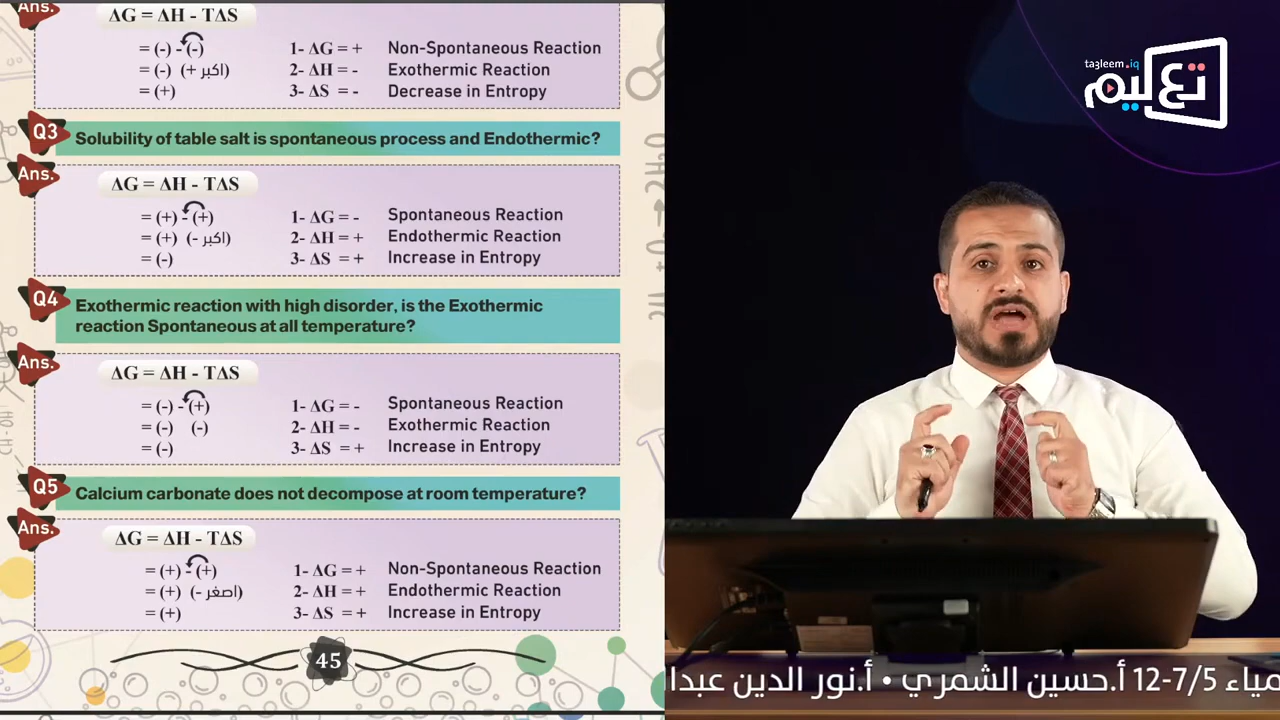 Ans.
ΔG = ΔH - TΔS
= (-) - (-) 1- ΔG = + Non-Spontaneous Reaction
= (-) (+ اكبر) 2- ΔH = - Exothermic Reaction
= (+) 3- ΔS = - Decrease in Entropy
Q3 Solubility of table salt is spontaneous process and Endothermic?
Ans.
ΔG = ΔH - TΔS
= (+) - (+) 1- ΔG = - Spontaneous Reaction
= (+) (- اكبر) 2- ΔH = + Endothermic Reaction
= (-) 3- ΔS = + Increase in Entropy
Q4 Exothermic reaction with high disorder, is the Exothermic
reaction Spontaneous at all temperature?
Ans.
ΔG = ΔH - TΔS
= (-) - (+) 1- ΔG = - Spontaneous Reaction
= (-) (-) 2- ΔH = - Exothermic Reaction
= (-) 3- ΔS = + Increase in Entropy
Q5 Calcium carbonate does not decompose at room temperature?
Ans.
ΔG = ΔH - TΔS
= (+) - (+) 1- ΔG = + Non-Spontaneous Reaction
= (+) (- اصغر) 2- ΔH = + Endothermic Reaction
= (+) 3- ΔS = + Increase in Entropy
45
ta3leem.iq
تعليم
12-7/5 أ.حسين الشمري • أ.نور الدين